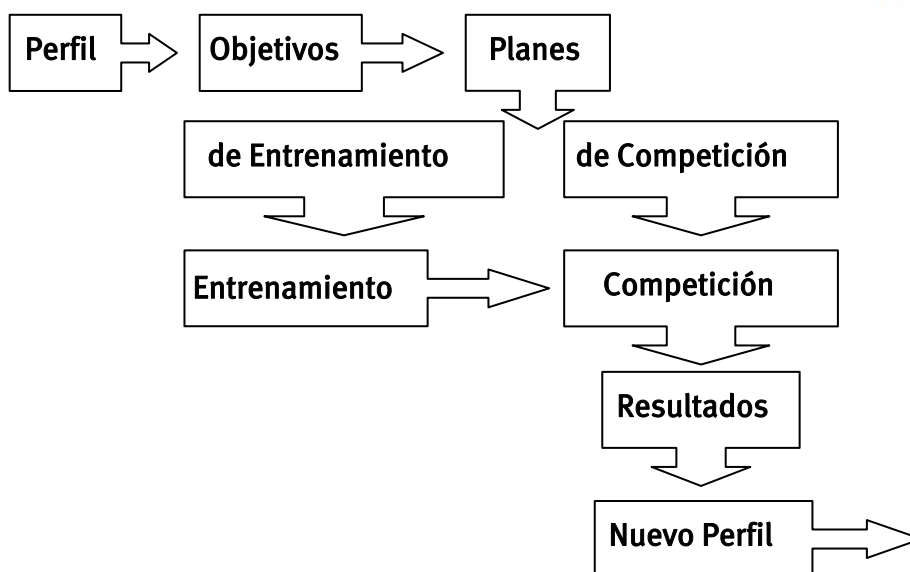 Perfil
Objetivos
Planes
de Entrenamiento
de Competición
Entrenamiento
Competición
Resultados
Nuevo Perfil